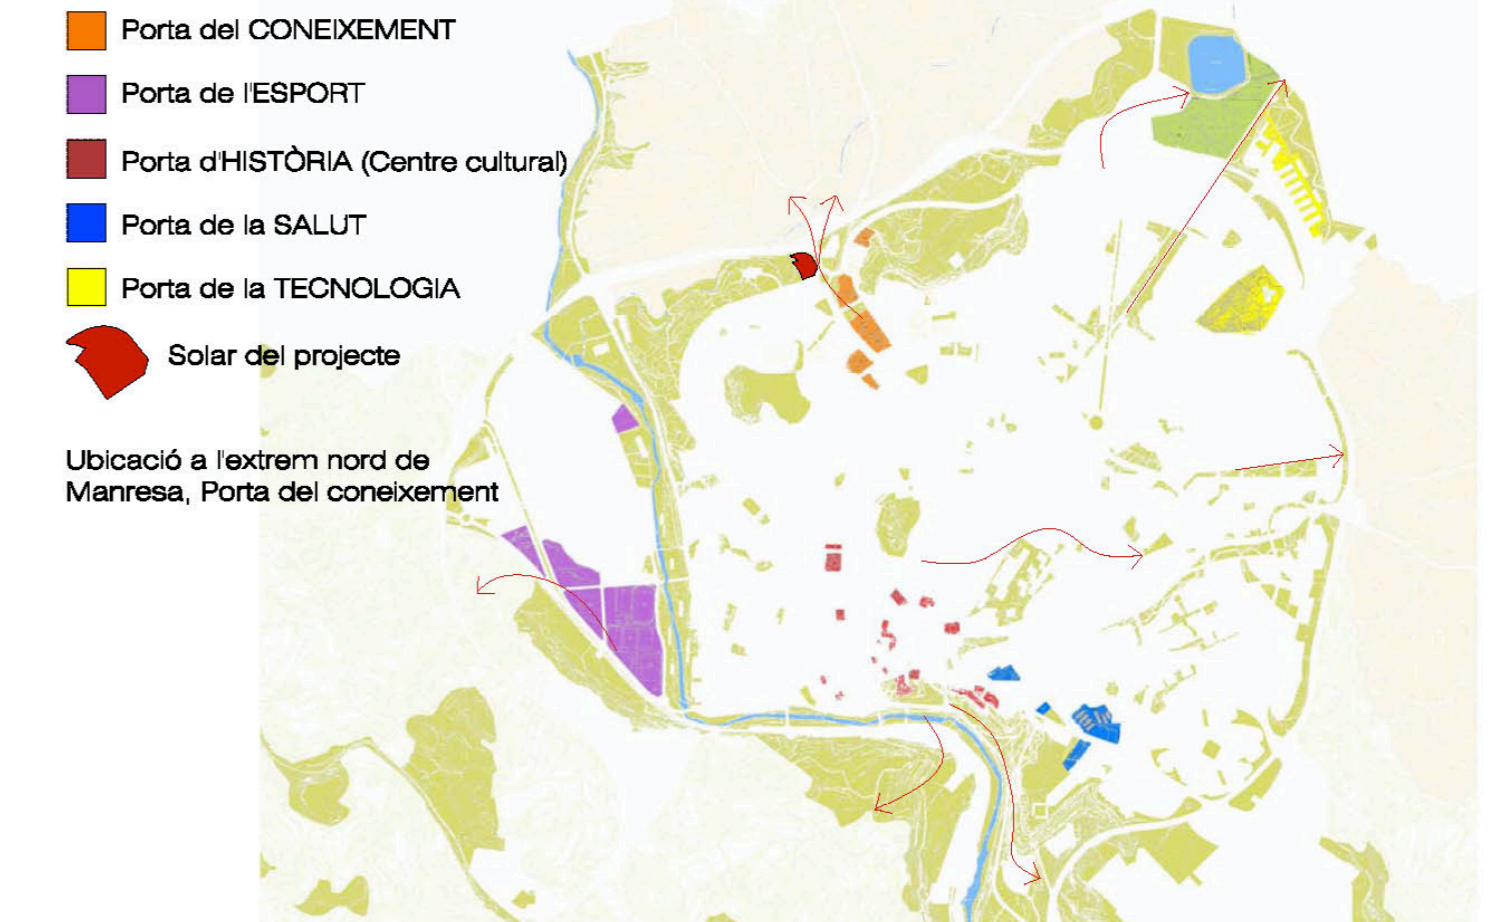 Porta del CONEIXEMENT
Porta de l'ESPORT
Porta d'HISTÒRIA (Centre cultural)
Porta de la SALUT
Porta de la TECNOLOGIA
Solar del projecte
Ubicació a l'extrem nord de
Manresa, Porta del coneixement